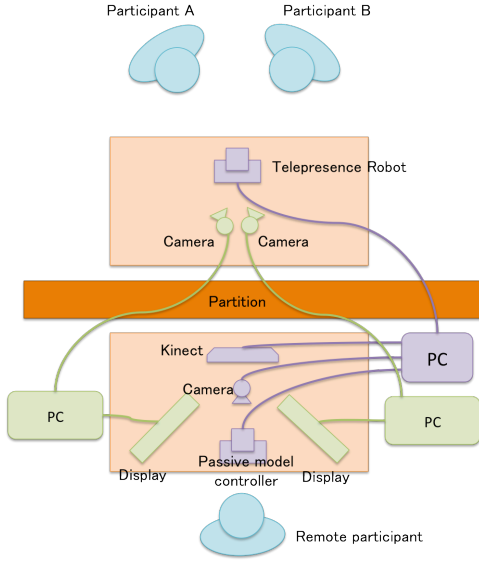 Participant A
Participant B
Telepresence Robot
Camera
Camera
Partition
Kinect
PC
Camera
PC
PC
Passive model
controller
Display
Display
Remote participant